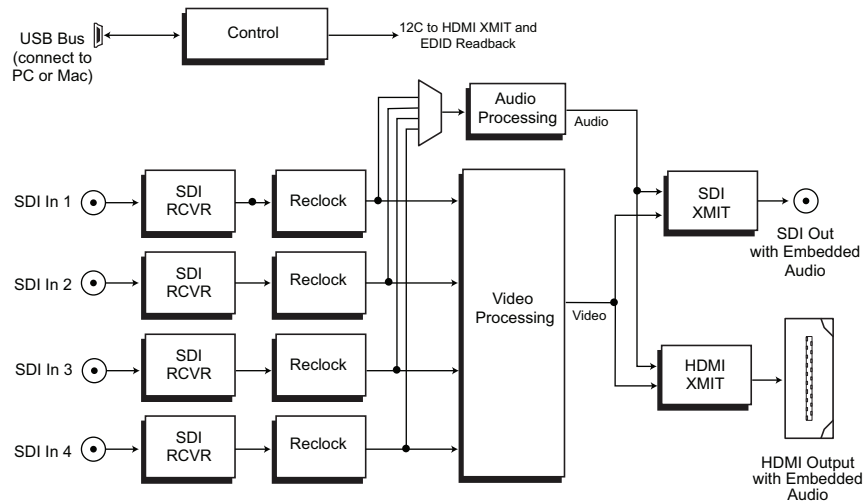 USB Bus
(connect to
PC or Mac)
Control
12C to HDMI XMIT and
EDID Readback
Audio
Processing
Audio
SDI In 1
SDI
RCVR
Reclock
SDI
XMIT
SDI Out
with Embedded
Audio
SDI In 2
SDI
RCVR
Reclock
Video
Processing
Video
SDI In 3
SDI
RCVR
Reclock
HDMI
XMIT
SDI In 4
SDI
RCVR
Reclock
HDMI Output
with Embedded
Audio